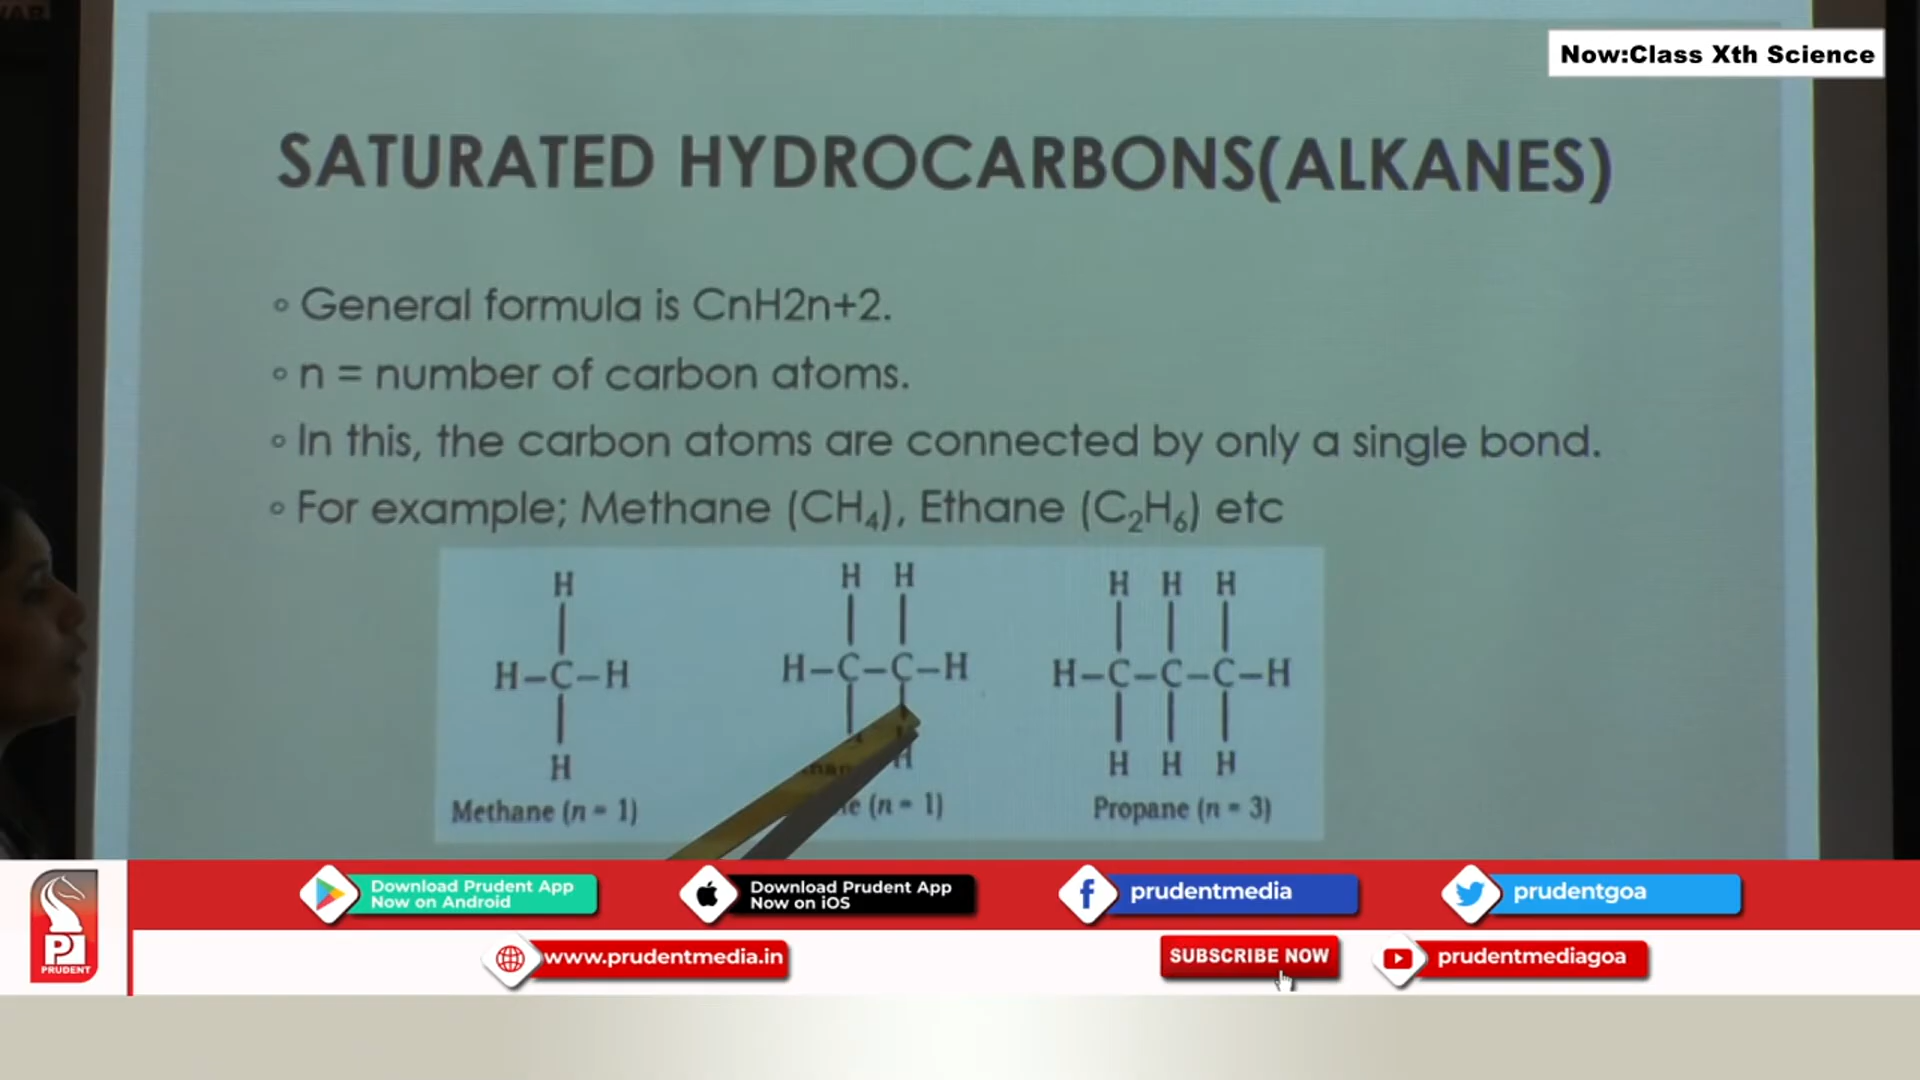 Now:Class Xth Science
SATURATED HYDROCARBONS(ALKANES)
◦ General formula is CnH2n+2.
◦ n = number of carbon atoms.
◦ In this, the carbon atoms are connected by only a single bond.
◦ For example; Methane (CH₄), Ethane (C₂H₆) etc
H
H–C–H
H
Methane (n = 1)
H H
H–C–C–H
H
(n = 1)
H H H
H–C–C–C–H
H H H
Propane (n = 3)
Download Prudent App
Now on Android
Download Prudent App
Now on iOS
prudentmedia
prudentgoa
PRUDENT
www.prudentmedia.in
SUBSCRIBE NOW
prudentmediagoa